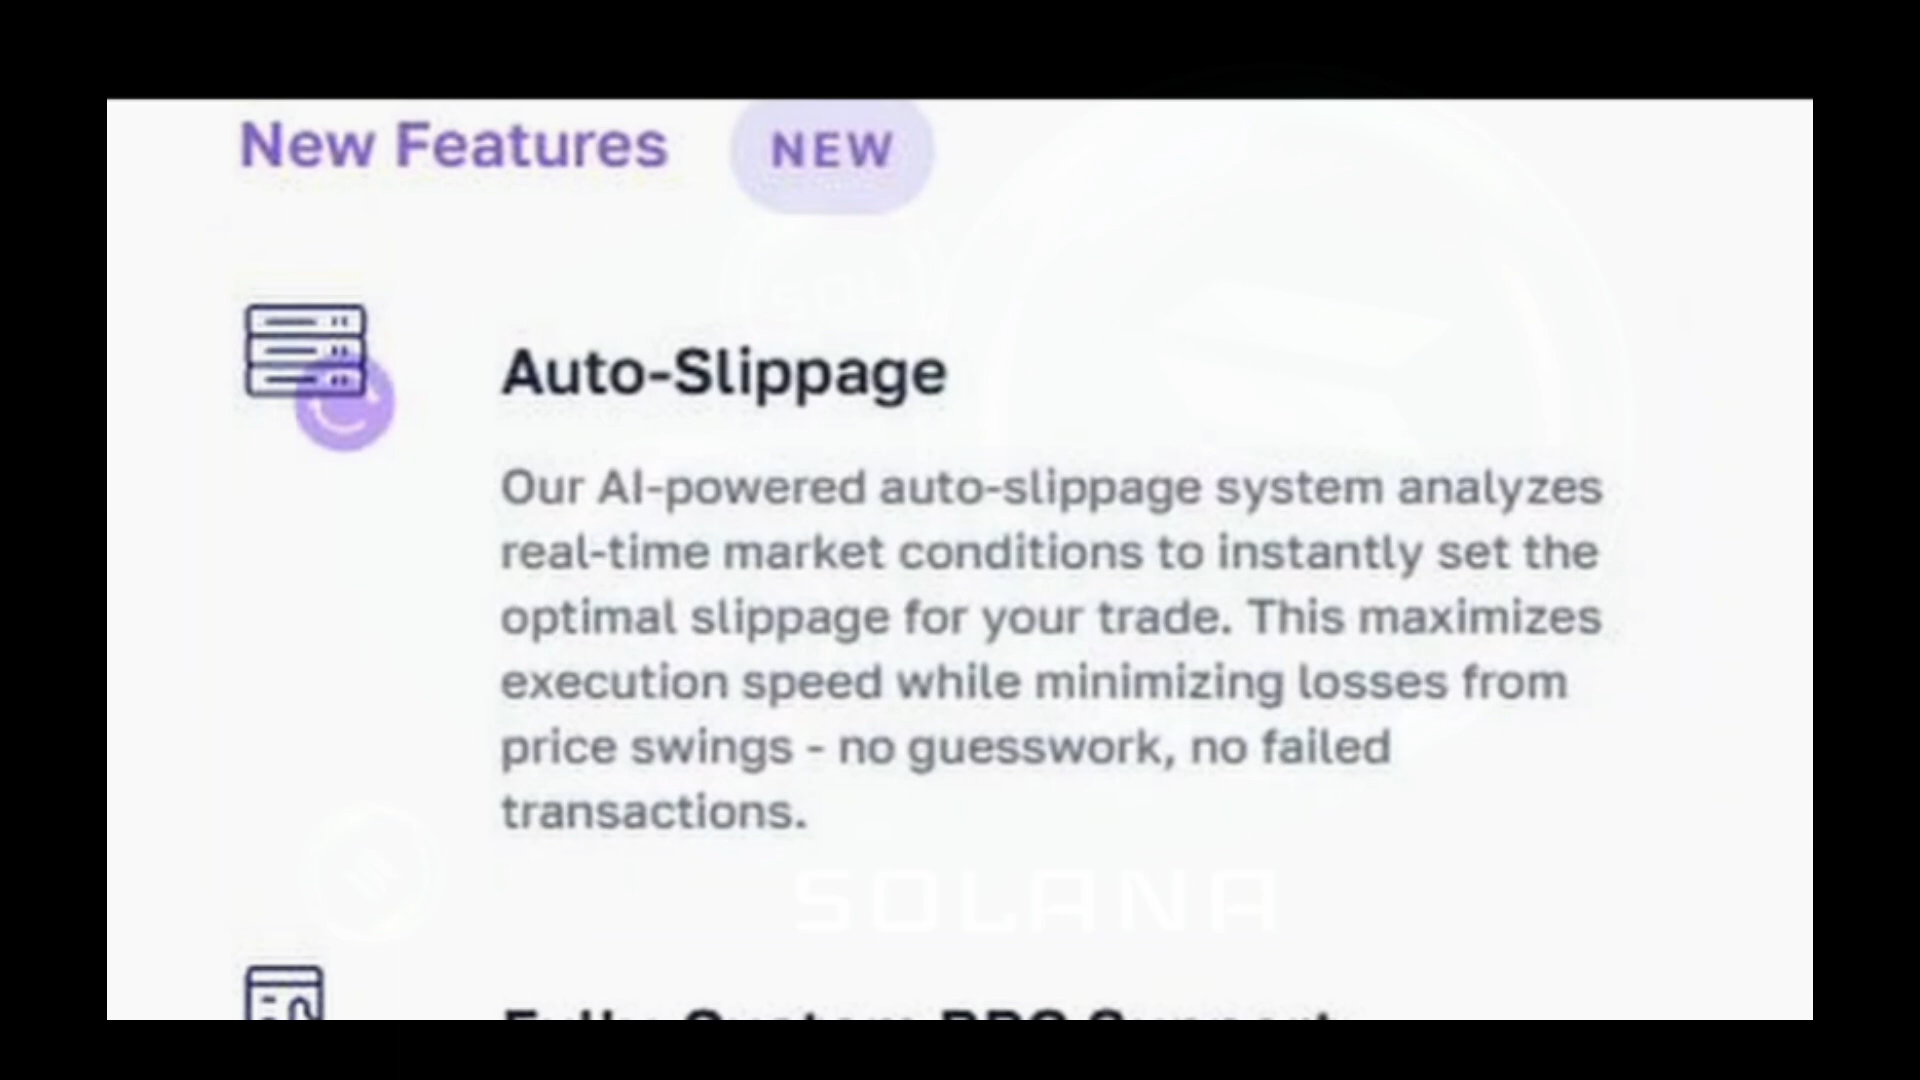 New Features NEW
Auto-Slippage
Our AI-powered auto-slippage system analyzes
real-time market conditions to instantly set the
optimal slippage for your trade. This maximizes
execution speed while minimizing losses from
price swings - no guesswork, no failed
transactions.
SOL
SOLANA